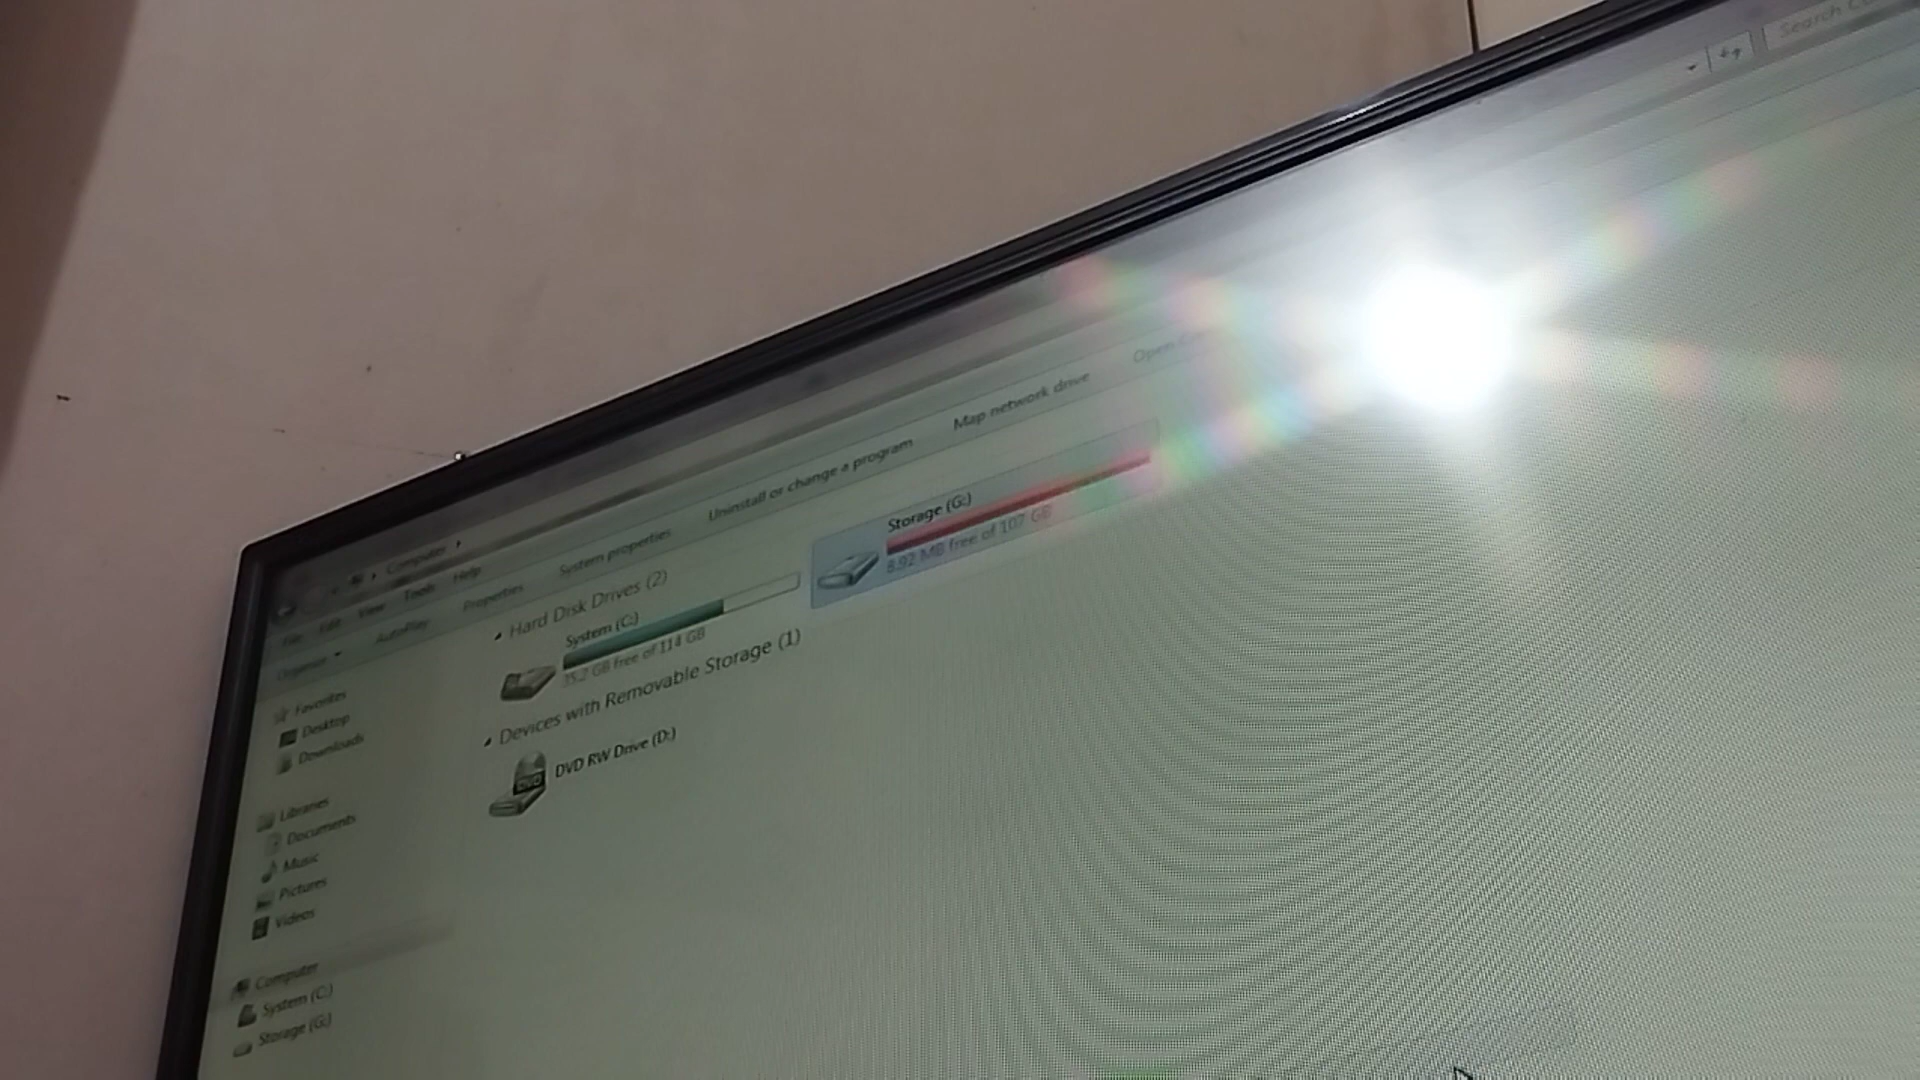 Search
Computer
File Edit View Tools Help
Organize AutoPlay Properties System properties Uninstall or change a program Map network drive Open
Favorites
Desktop
Downloads
Libraries
Documents
Music
Pictures
Videos
Computer
System (C:)
Storage (G:)
Hard Disk Drives (2)
System (C:)
35.2 GB free of 114 GB
Storage (G:)
8.92 MB free of 107 GB
Devices with Removable Storage (1)
DVD
DVD RW Drive (D:)